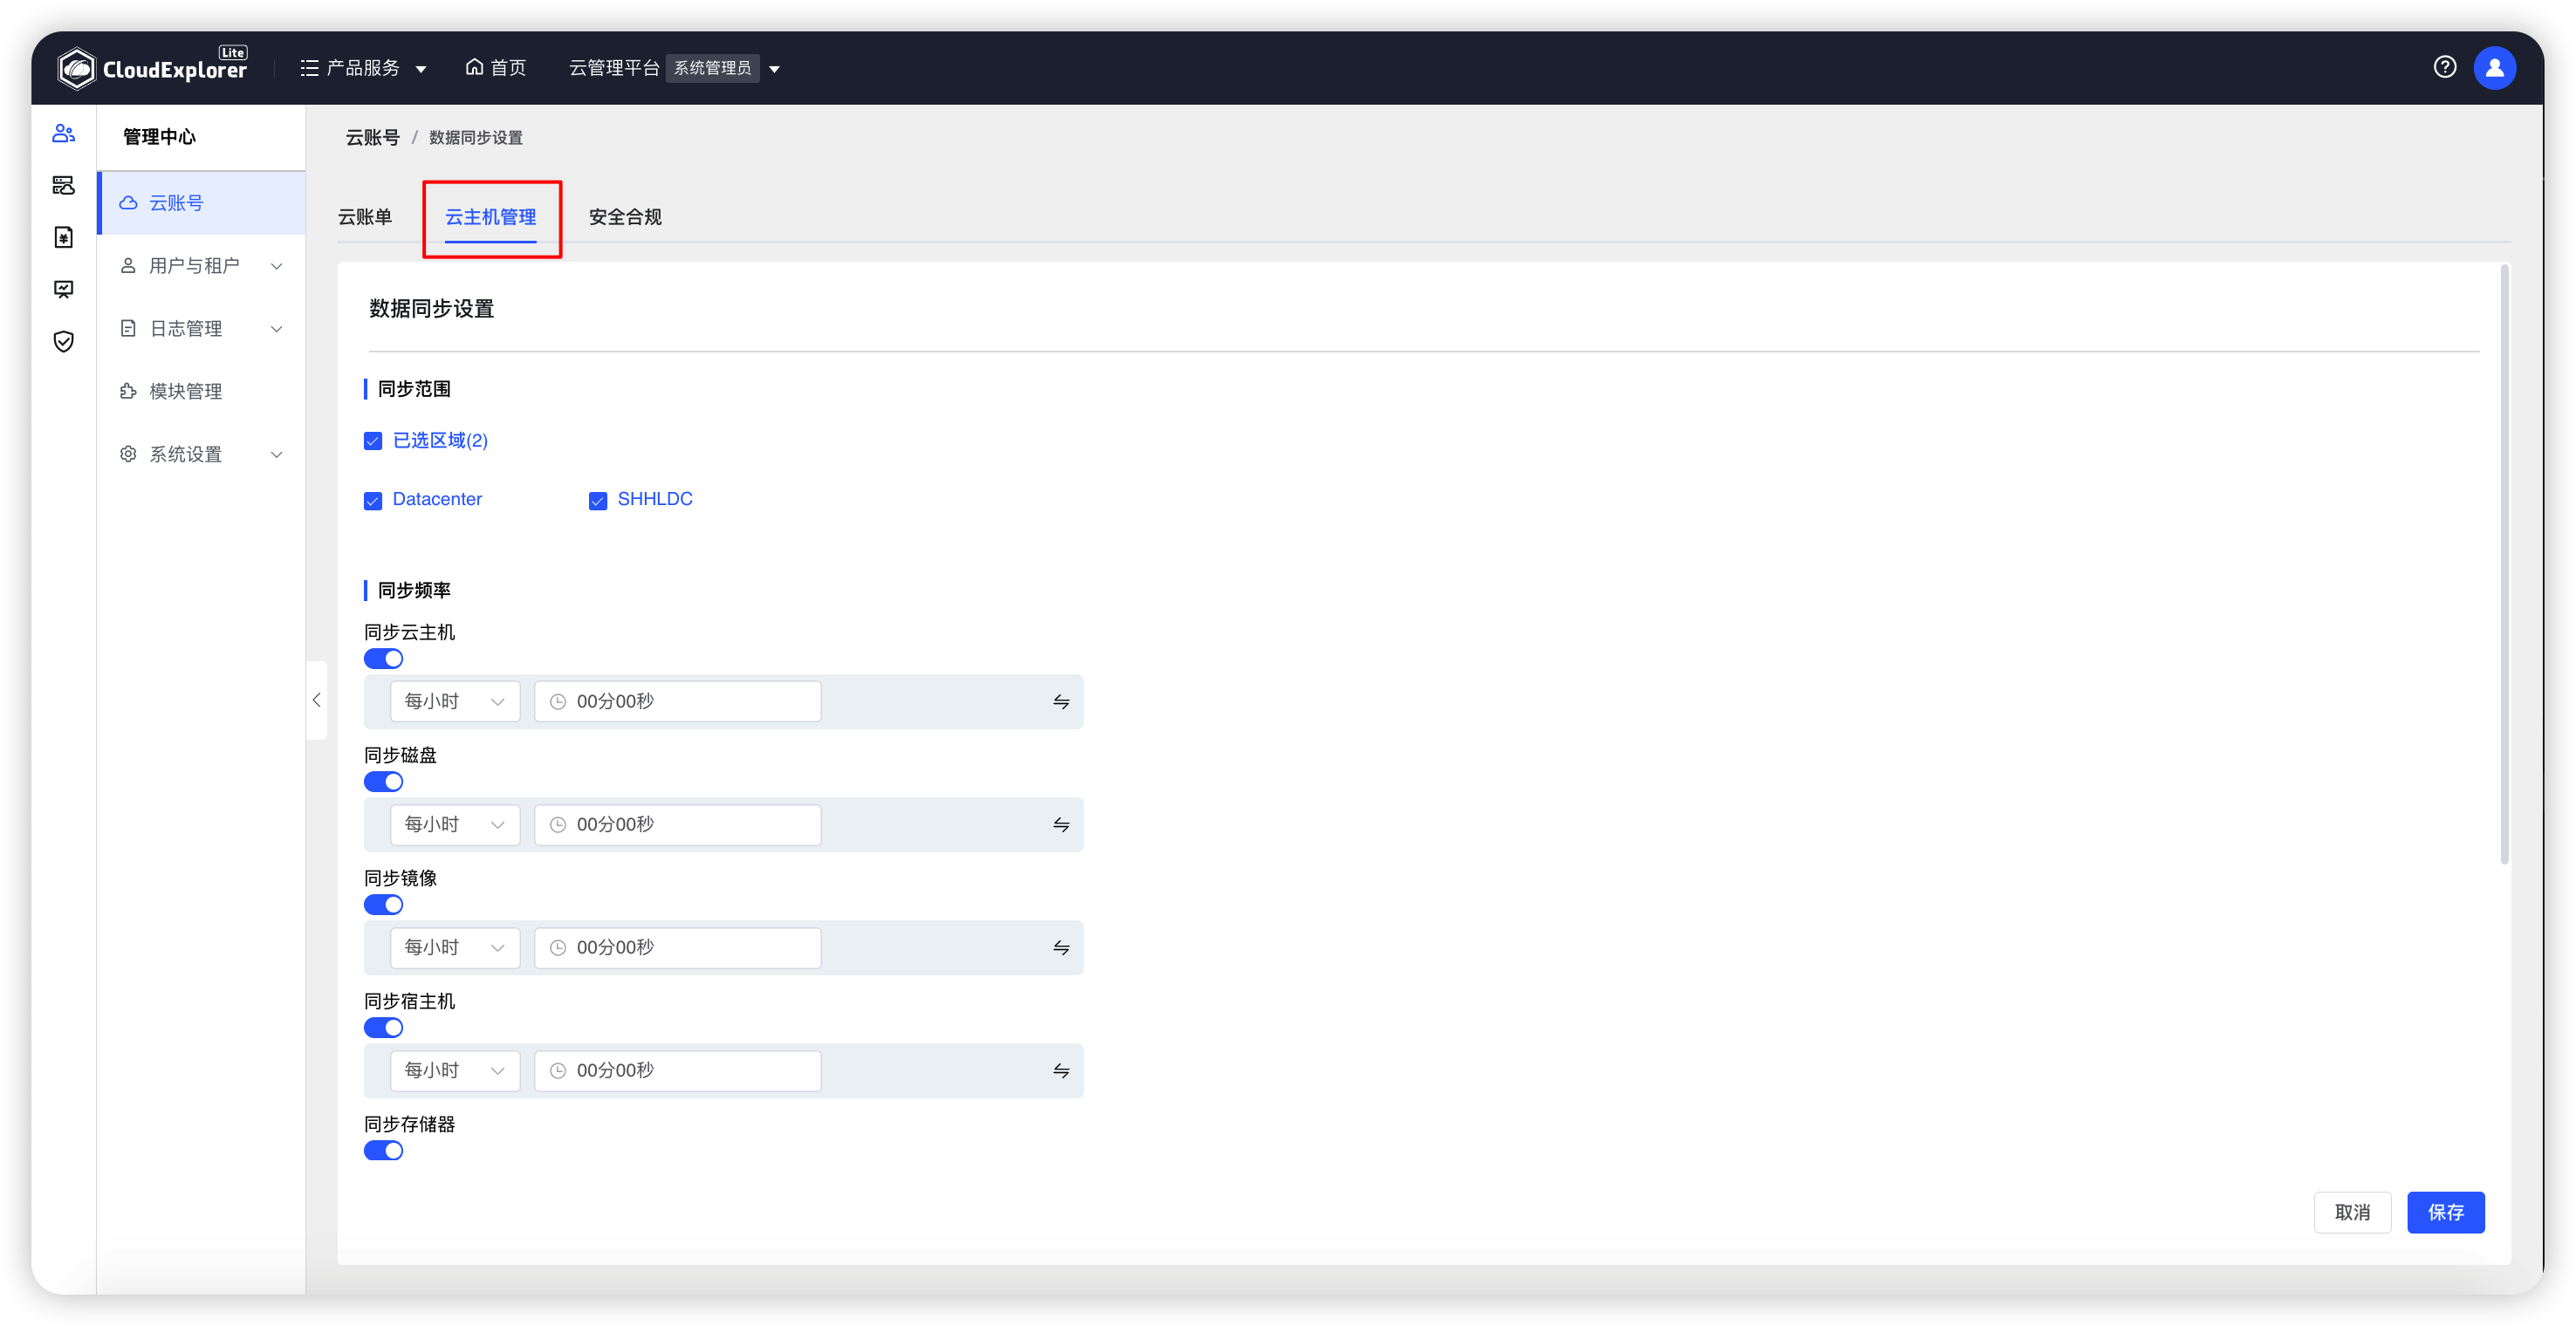 CloudExplorer Lite 产品服务 首页 云管理平台 系统管理员
管理中心
云账号
用户与租户
日志管理
模块管理
系统设置
云账号 / 数据同步设置
云账单 云主机管理 安全合规
数据同步设置
同步范围
已选区域(2)
Datacenter SHHLDC
同步频率
同步云主机
每小时 00分00秒
同步磁盘
每小时 00分00秒
同步镜像
每小时 00分00秒
同步宿主机
每小时 00分00秒
同步存储器
取消 保存